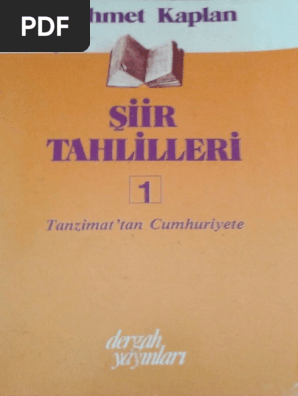 PDF
hmet Kaplan
ŞİİR
TAHLİLLERİ
1
Tanzimat'tan Cumhuriyete
dergah
yayınları